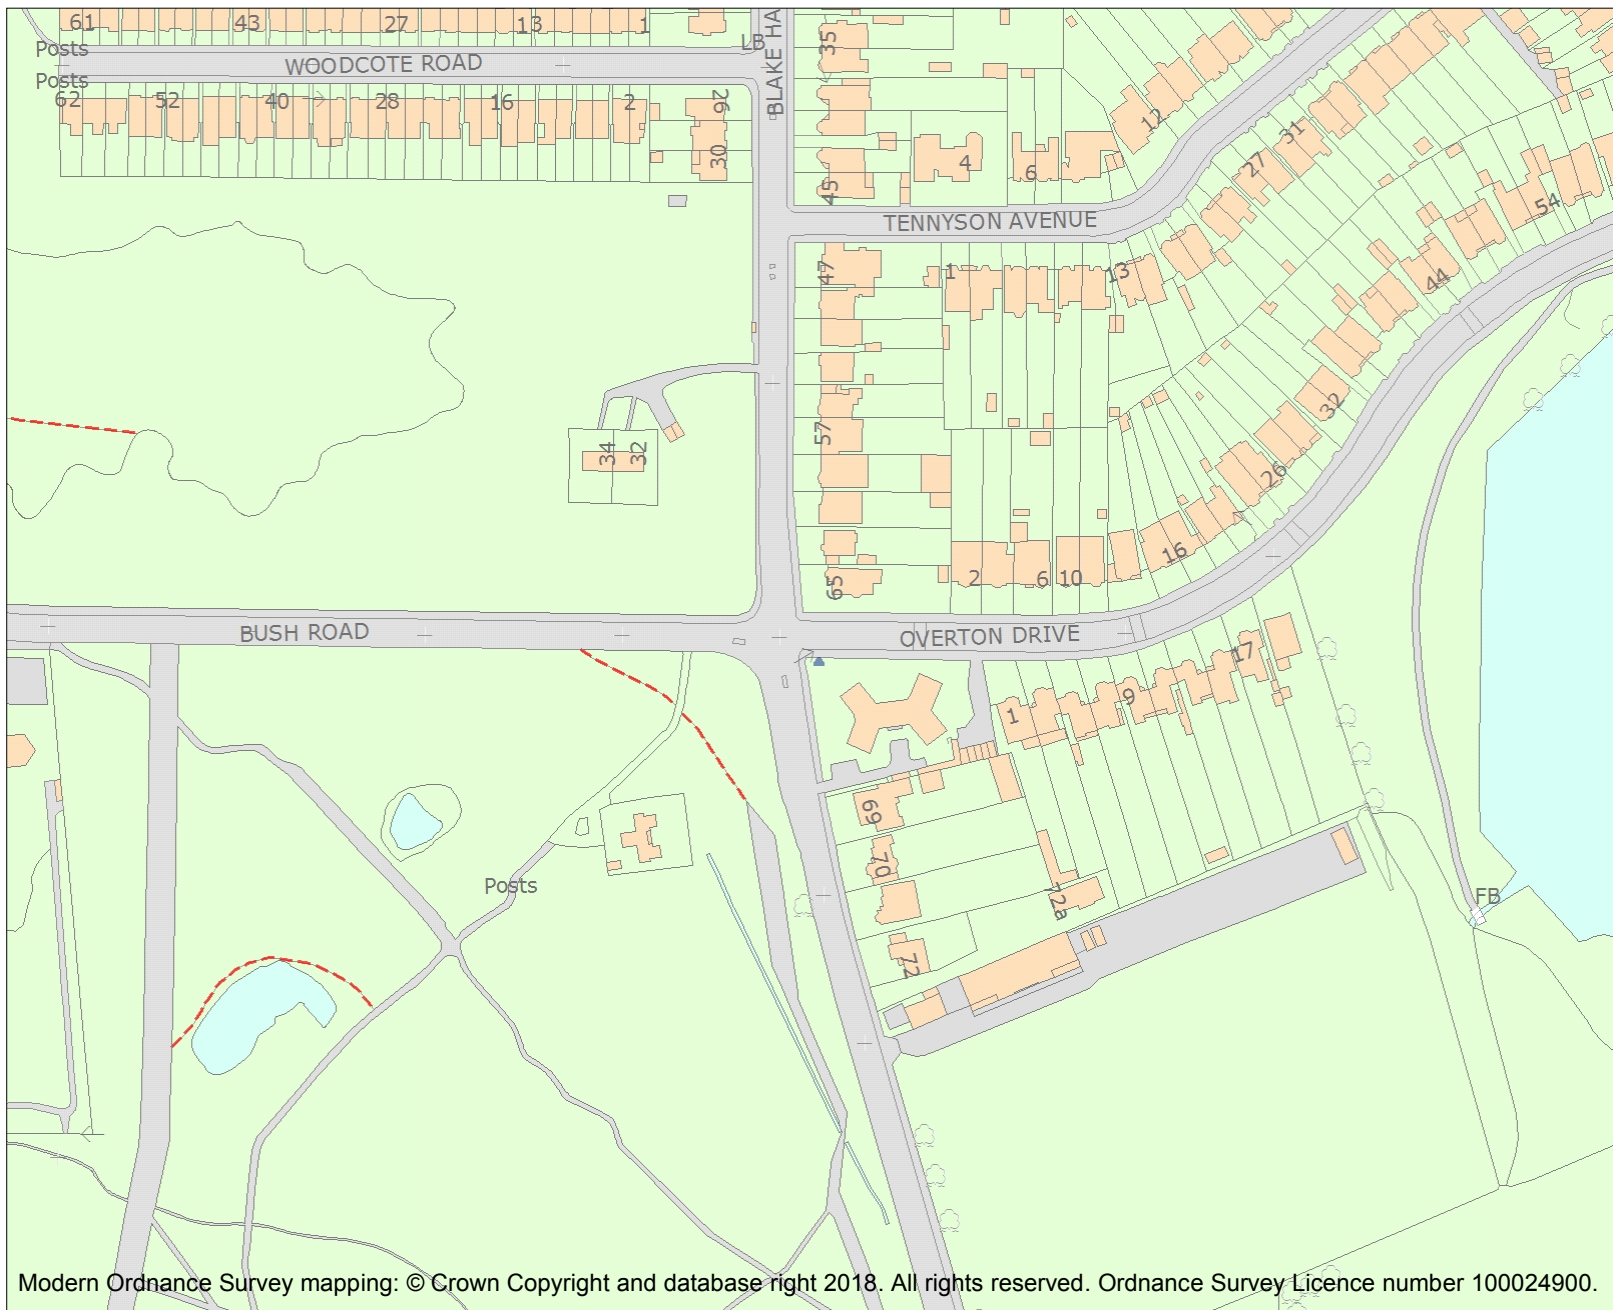 61 43 27 13 1
Posts
LB
WOODCOTE ROAD
Posts
62 52 40 28 16 2
26
30
BLAKE HA
35
45
4
6
12
TENNYSON AVENUE
27
31
54
47
1
13
44
57
34
32
32
26
16
2 6 10
65
BUSH ROAD
OVERTON DRIVE
1
9
17
69
70
72a
72
Posts
FB
Modern Ordnance Survey mapping: © Crown Copyright and database right 2018. All rights reserved. Ordnance Survey Licence number 100024900.